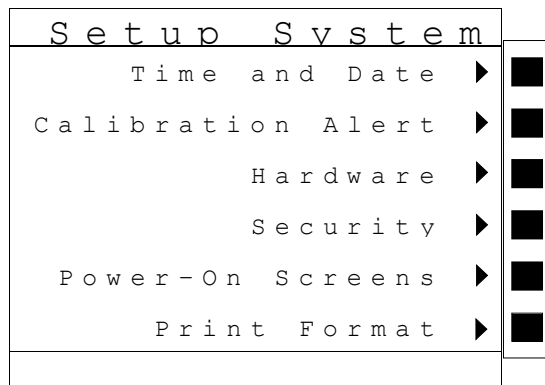 Setup System
Time and Date
Calibration Alert
Hardware
Security
Power-On Screens
Print Format